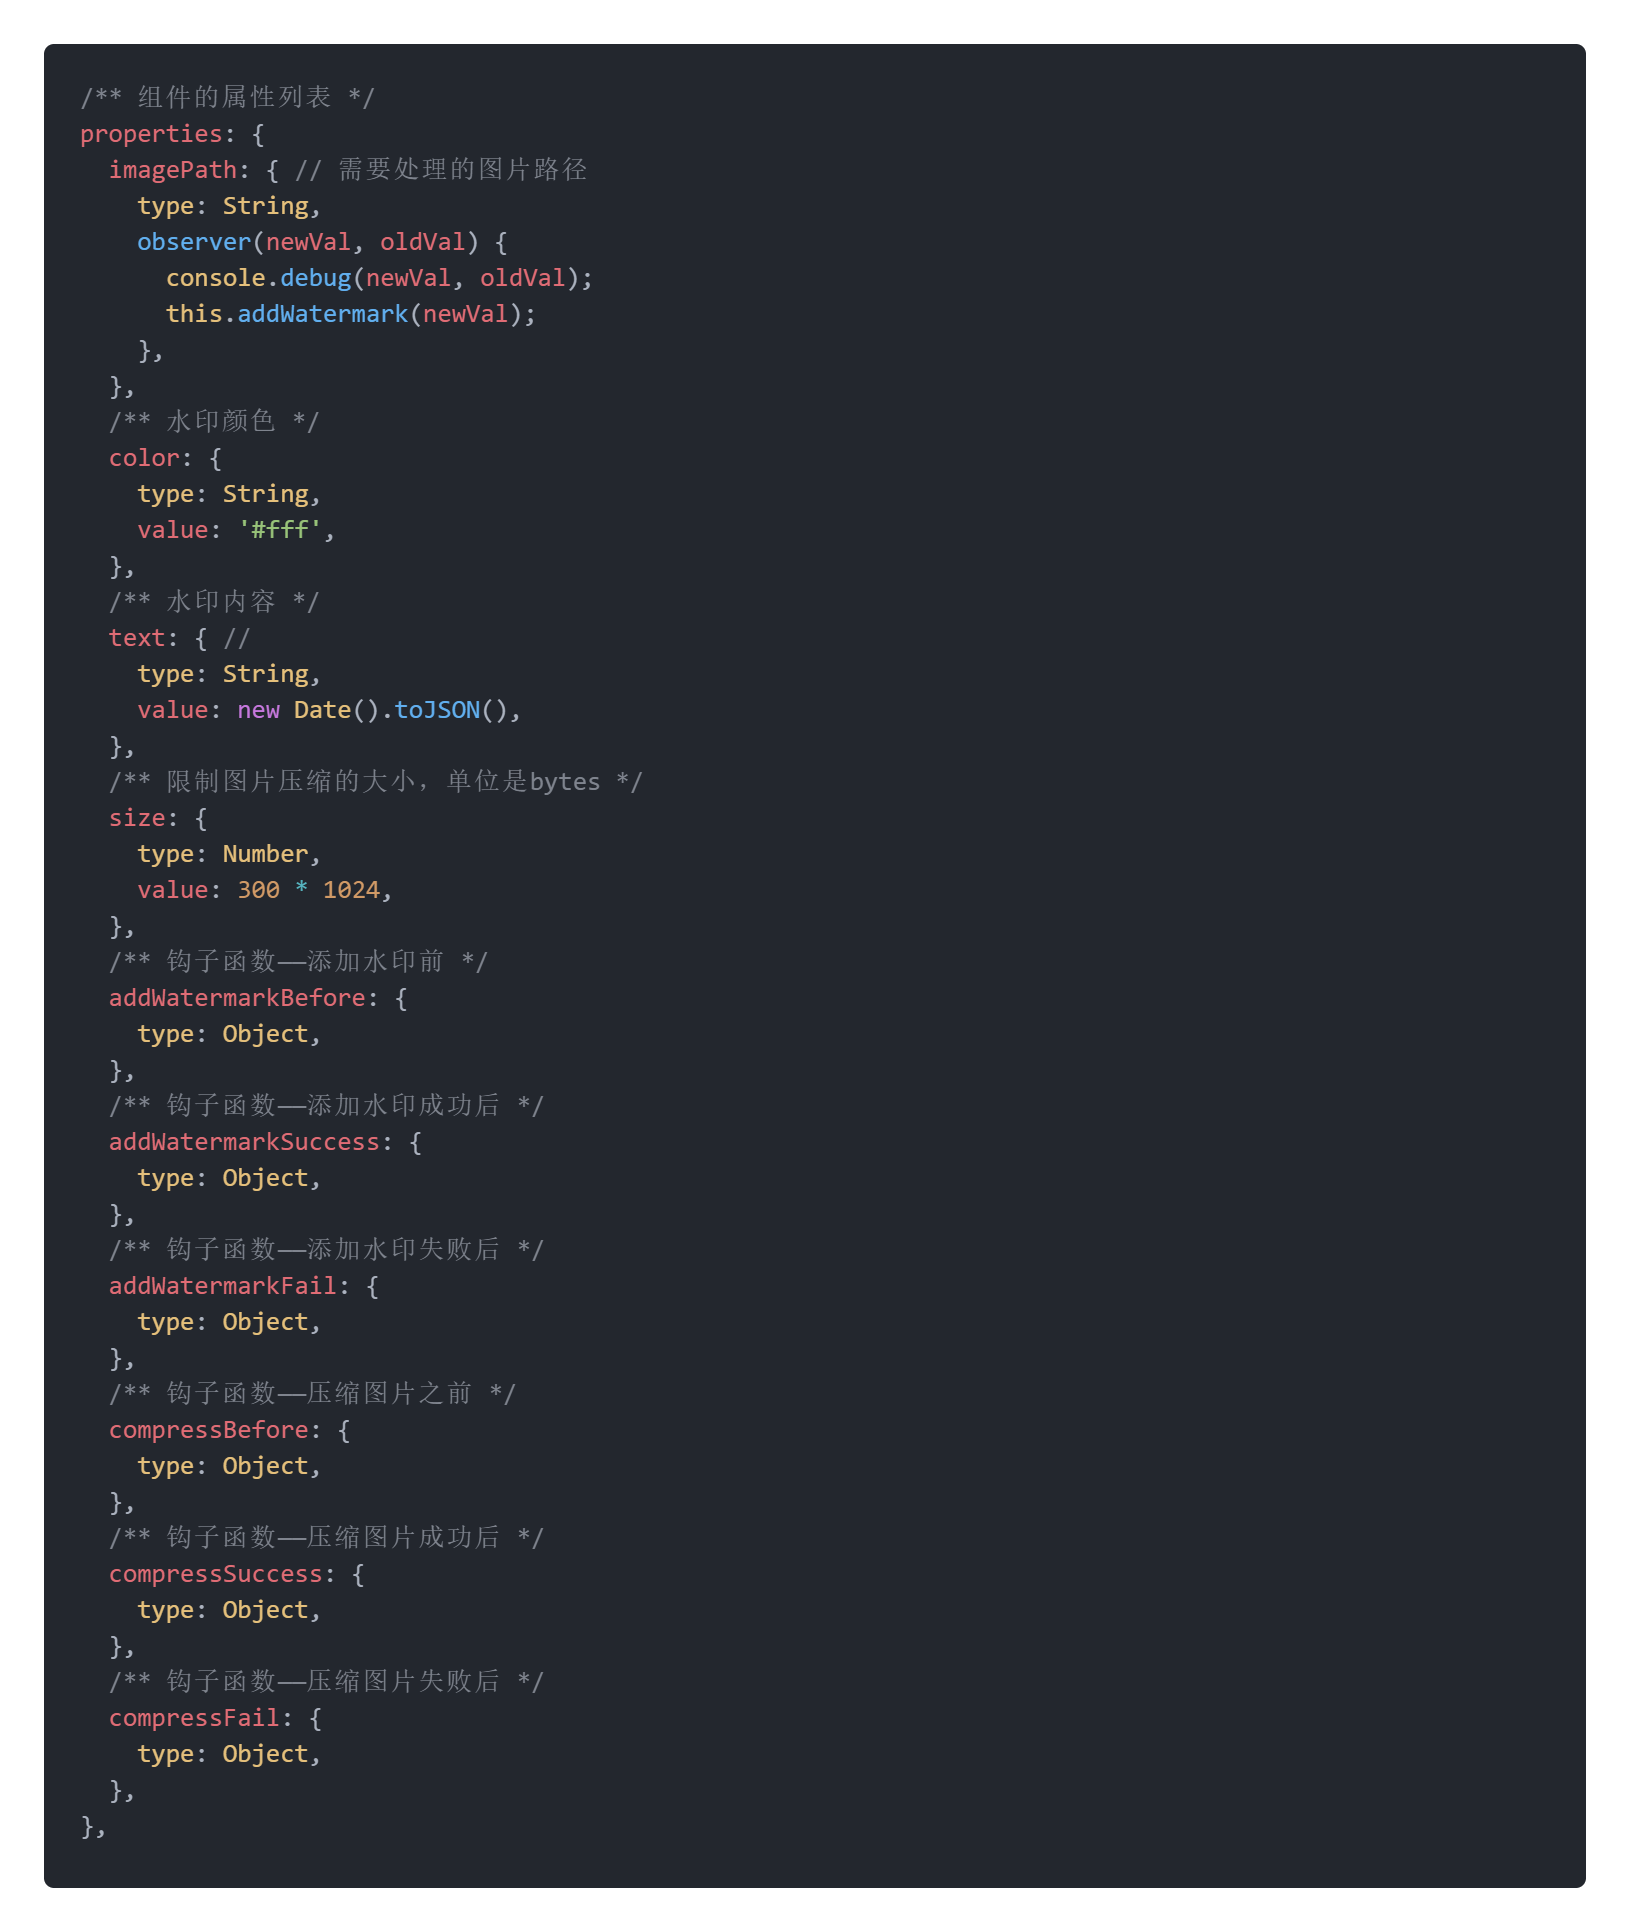 /** 组件的属性列表 */
properties: {
  imagePath: { // 需要处理的图片路径
    type: String,
    observer(newVal, oldVal) {
      console.debug(newVal, oldVal);
      this.addWatermark(newVal);
    },
  },
  /** 水印颜色 */
  color: {
    type: String,
    value: '#fff',
  },
  /** 水印内容 */
  text: { //
    type: String,
    value: new Date().toJSON(),
  },
  /** 限制图片压缩的大小，单位是bytes */
  size: {
    type: Number,
    value: 300 * 1024,
  },
  /** 钩子函数——添加水印前 */
  addWatermarkBefore: {
    type: Object,
  },
  /** 钩子函数——添加水印成功后 */
  addWatermarkSuccess: {
    type: Object,
  },
  /** 钩子函数——添加水印失败后 */
  addWatermarkFail: {
    type: Object,
  },
  /** 钩子函数——压缩图片之前 */
  compressBefore: {
    type: Object,
  },
  /** 钩子函数——压缩图片成功后 */
  compressSuccess: {
    type: Object,
  },
  /** 钩子函数——压缩图片失败后 */
  compressFail: {
    type: Object,
  },
},